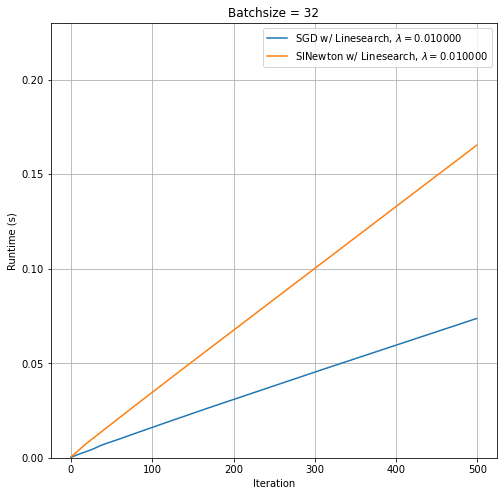 Batchsize = 32
SGD w/ Linesearch, λ = 0.010000
SINewton w/ Linesearch, λ = 0.010000
Runtime (s)
0.20
0.15
0.10
0.05
0.00
0 100 200 300 400 500
Iteration